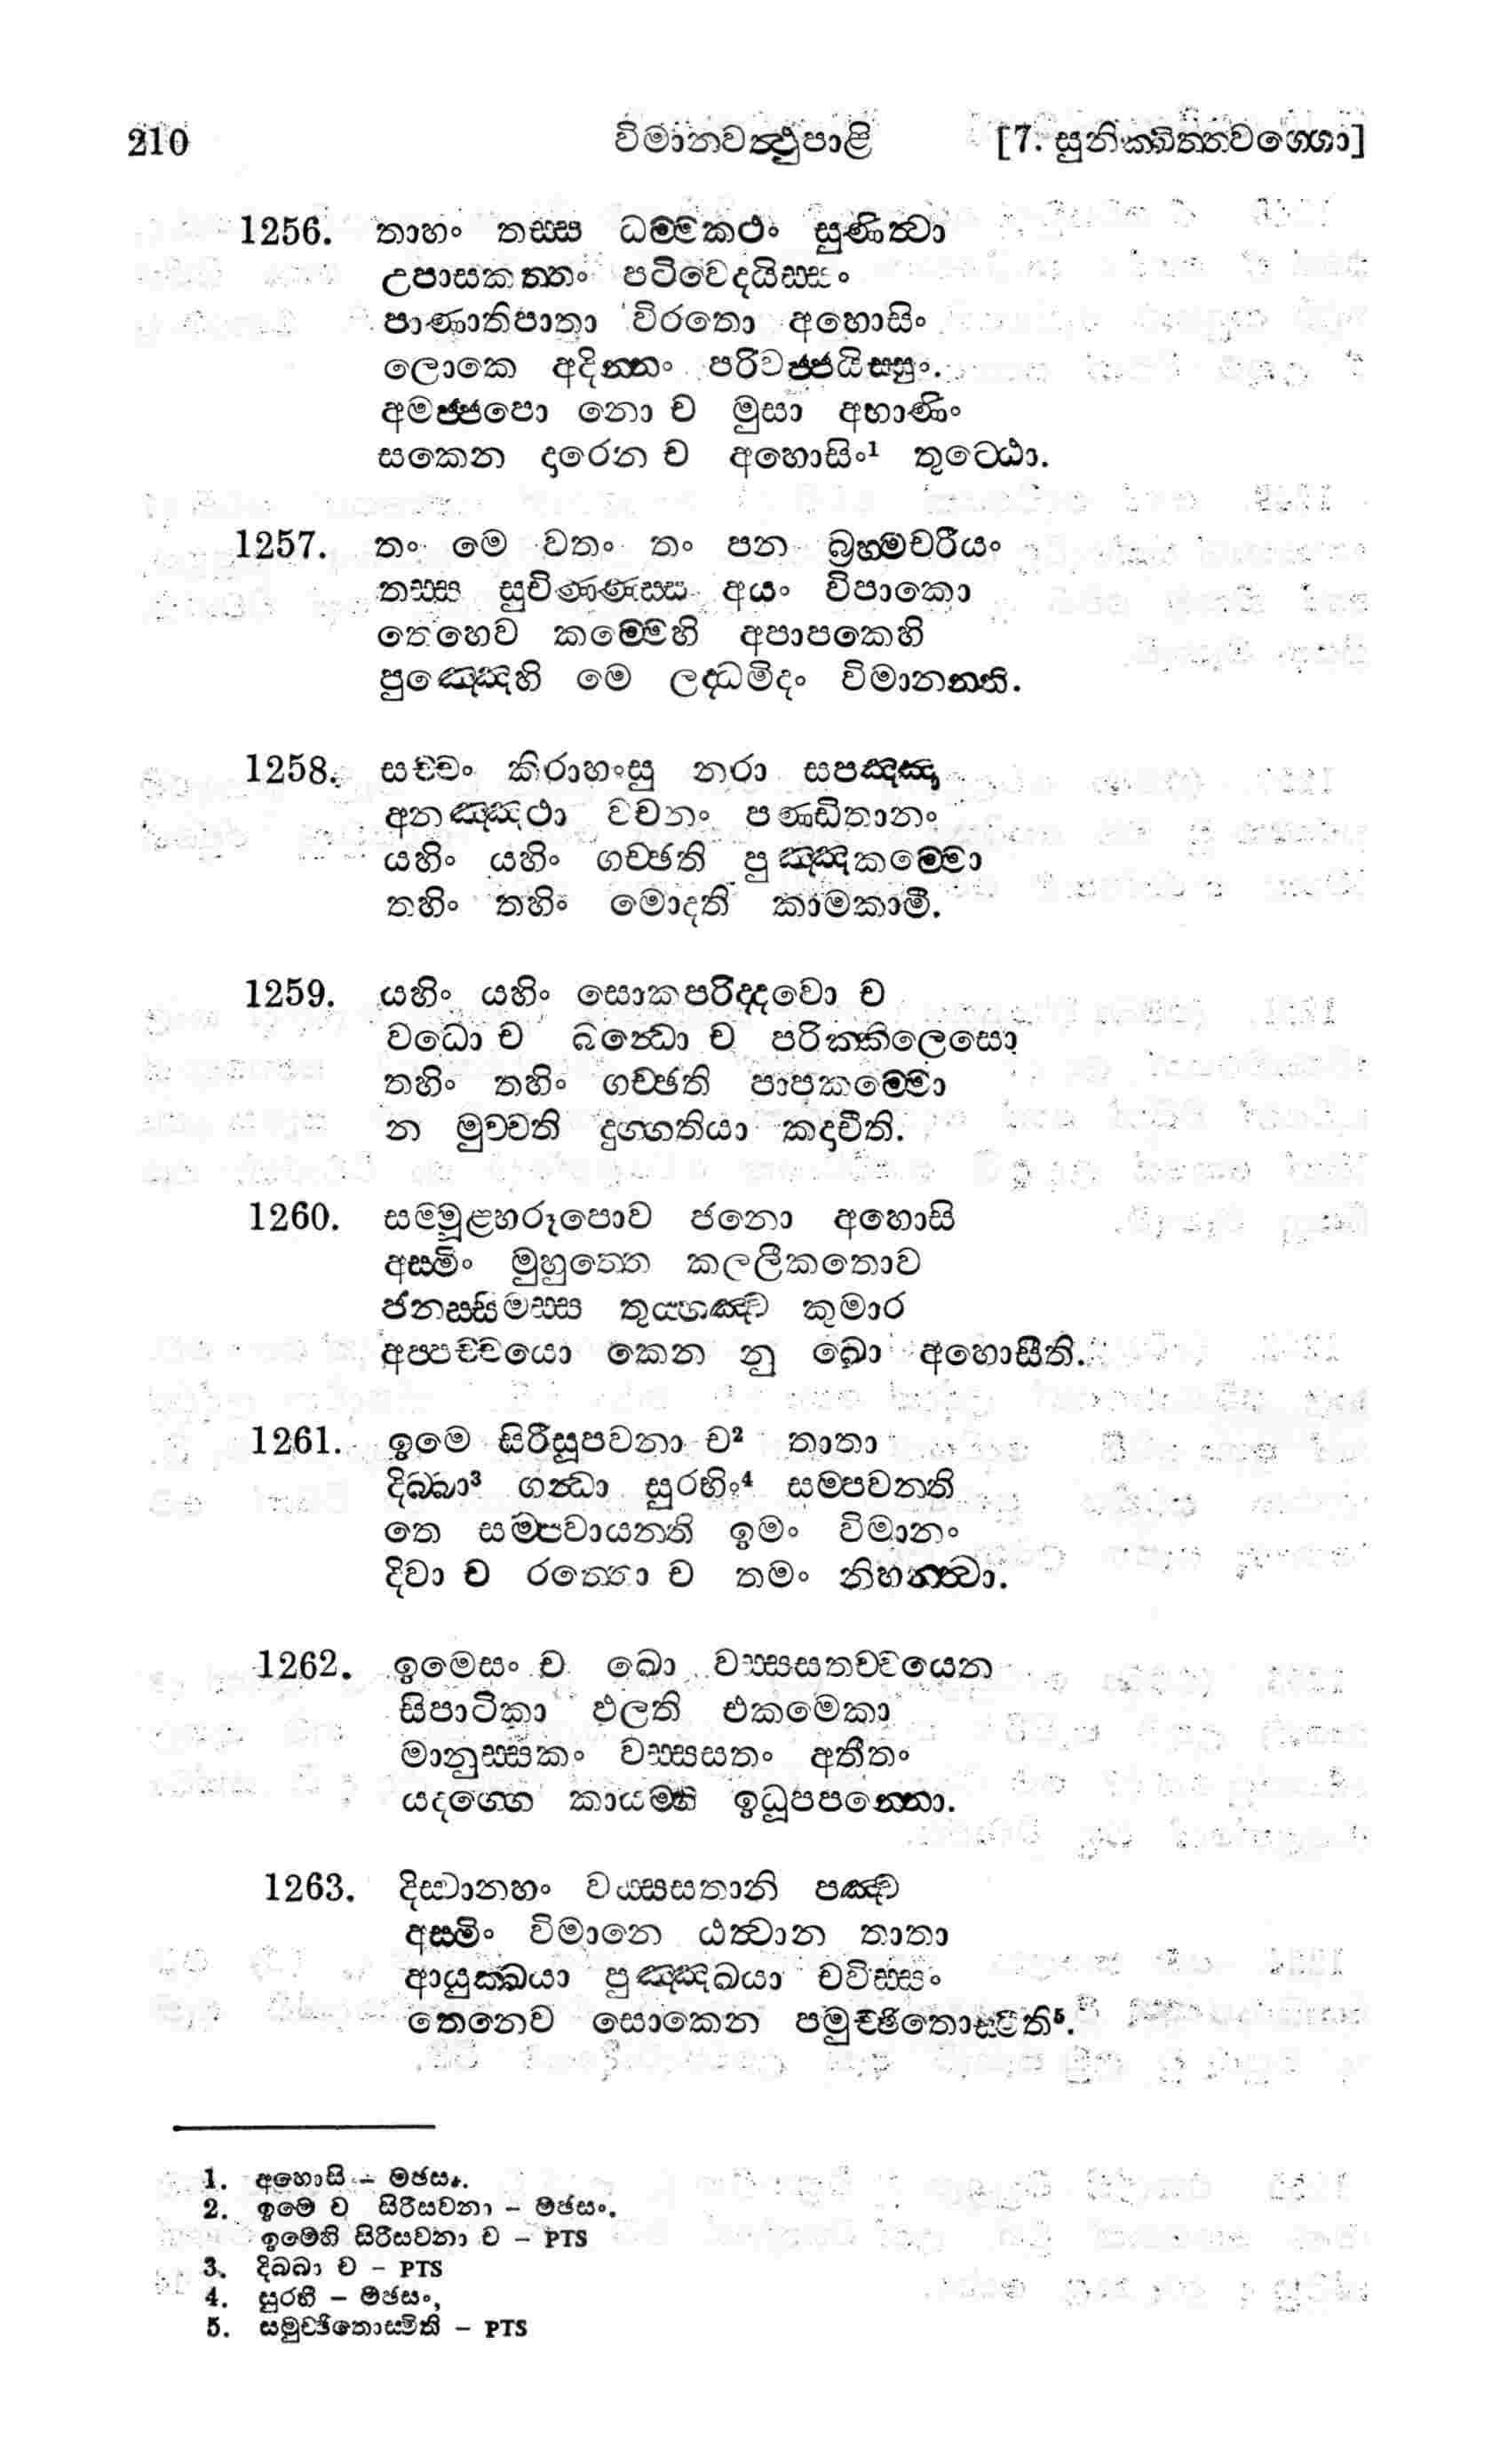 210 විමානවත්‍ථුපාළි [7. සුනික්ඛිත්තවග්ගො]
1256. තාහං තස්ස ධම්මකථං සුණිත්‍වා
උපාසකත්තං පටිවෙදයිස්සං
පාණාතිපාතා විරතො අහොසිං
ලොකෙ අදින්නං පරිවජ්ජයිස්සුං.
අමජ්ජපො නො ච මුසා අභාණිං
සකෙන දාරෙන ච අහොසිං¹ තුට්ඨො.
1257. තං මෙ වතං තං පන බ්‍රහ්මචරියං
තස්ස සුචිණ්ණස්ස අයං විපාකො
තෙහෙව කම්මෙහි අපාපකෙහි
පුඤ්ඤෙහි මෙ ලද්ධමිදං විමානන්ති.
1258. සච්චං කිරාහංසු නරා සපඤ්ඤා
අනඤ්ඤථා වචනං පණ්ඩිතානං
යහිං යහිං ගච්ඡති පුඤ්ඤකම්මො
තහිං තහිං මොදති කාමකාමී.
1259. යහිං යහිං සොකපරිද්දවො ච
වධො ච බන්‍ධො ච පරික්කිලෙසො
තහිං තහිං ගච්ඡති පාපකම්මො
න මුච්චති දුග්ගතියා කදාචීති.
1260. සම්මූළ්හරූපොව ජනො අහොසි
අස්මිං මුහුත්තෙ කලලීකතොව
ජනස්සිමස්ස තුය්හඤ්ච කුමාර
අප්පච්චයො කෙන නු ඛො අහොසීති.
1261. ඉමෙ සිරීසූපවනා ච² තාතා
දිබ්බා³ ගන්‍ධා සුරභිං⁴ සම්පවන්ති
තෙ සම්පවායන්ති ඉමං විමානං
දිවා ච රත්තො ච තමං නිහන්ත්‍වා.
1262. ඉමෙසං ච ඛො වස්සසතච්චයෙන
සිපාටිකා ඵලති එකමෙකා
මානුස්සකං වස්සසතං අතීතං
යදග්ගෙ කායම්හි ඉධූපපන්නො.
1263. දිස්වානහං වස්සසතානි පඤ්ච
අස්මිං විමානෙ ඨත්‍වාන තාතා
ආයුක්ඛයා පුඤ්ඤඛයා චවිස්සං
තෙනෙව සොකෙන පමුච්ඡිතොස්මීති⁵.
1. අහොසි – මඡසං.
2. ඉමෙ ච සිරීසවනා – මඡසං.
ඉමෙහි සිරීසවනා ච – PTS
3. දිබ්බා ච – PTS
4. සුරභී – මඡසං,
5. සමුච්ඡිතොස්මීති – PTS